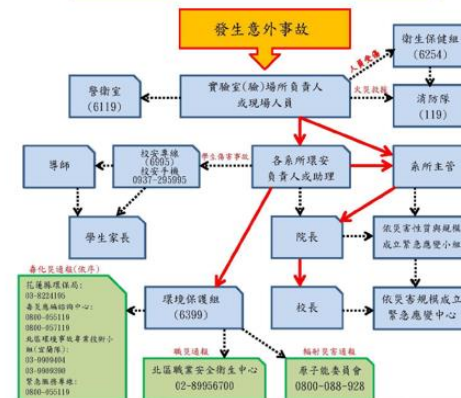 發生意外事故
衛生保健組
(6254)
人員受傷
警衛室
(6119)
實驗室(驗)場所負責人
或現場人員
火災救護
消防隊
(119)
導師
校安專線
(6995)
校安手機
0937-295995
學生傷害事故
各系所環安
負責人或助理
系所主管
學生家長
院長
依災害性質與規模
成立緊急應變小組
毒化災通報(依序)
花蓮縣環保局:
03-8224195
毒災應變諮詢中心:
0800-055119
0800-057119
北區環境事故專業技術小
組(宜蘭隊):
03-9909404
03-9909390
緊急服務專線:
0800-055119
環境保護組
(6399)
校長
依災害規模成立
緊急應變中心
職災通報
輻射災害通報
北區職業安全衛生中心
02-89956700
原子能委員會
0800-088-928